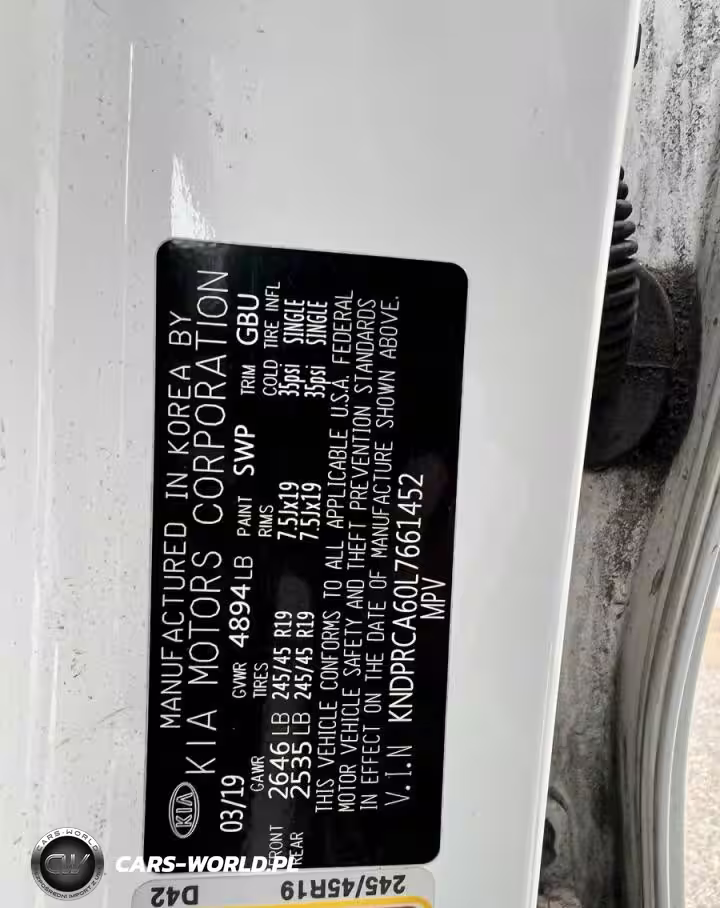 KIA
MANUFACTURED IN KOREA BY
KIA MOTORS CORPORATION
03/19 GVWR 4894LB PAINT SWP TRIM GBU
GAWR TIRES RIMS COLD TIRE INFL
FRONT 2646LB 245/45 R19 7.5Jx19 35psi SINGLE
REAR 2535LB 245/45 R19 7.5Jx19 35psi SINGLE
THIS VEHICLE CONFORMS TO ALL APPLICABLE U.S.A. FEDERAL
MOTOR VEHICLE SAFETY AND THEFT PREVENTION STANDARDS
IN EFFECT ON THE DATE OF MANUFACTURE SHOWN ABOVE.
V.I.N KNDPRCA60L7661452
MPV
D42 245/45R19
CARS-WORLD
CW
CARS-WORLD.PL